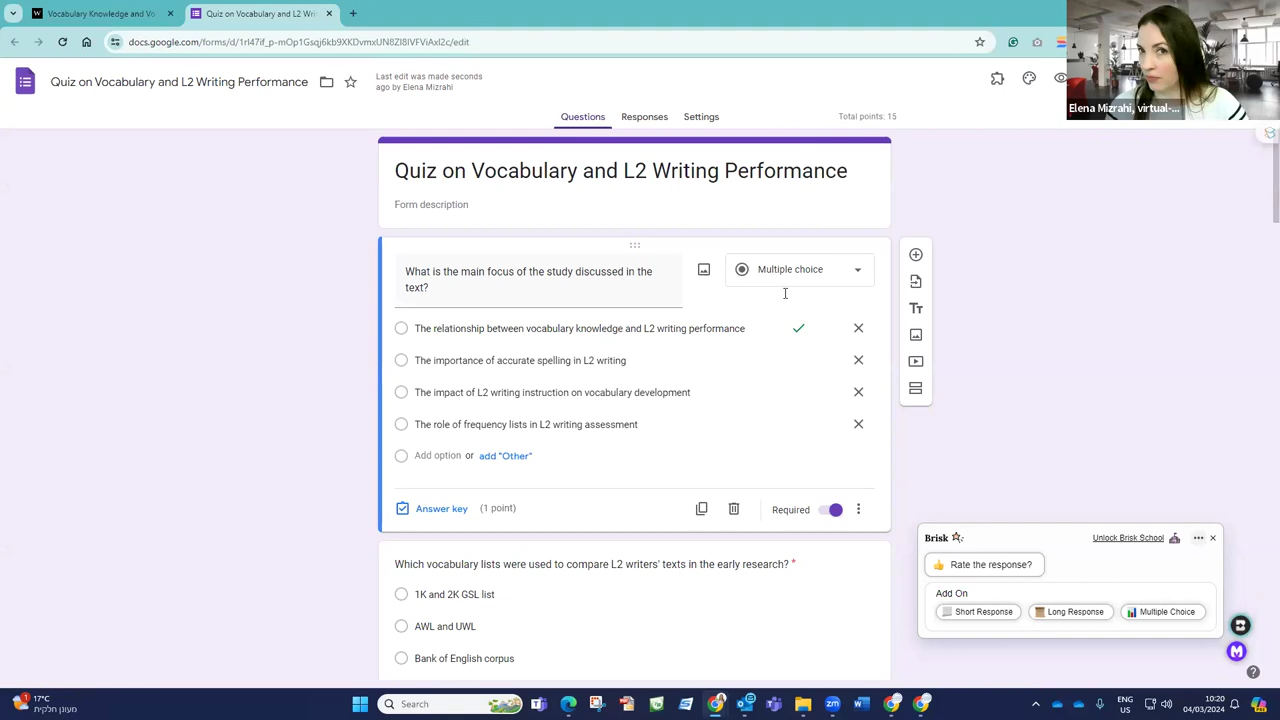 Vocabulary Knowledge and Vo
Quiz on Vocabulary and L2 Wri
docs.google.com/forms/d/1rl47if_p-mOp1Gsqj6kb9XKDvmxUN8ZI8IVFViAxl2c/edit
Quiz on Vocabulary and L2 Writing Performance
Last edit was made seconds
ago by Elena Mizrahi
Elena Mizrahi, virtual-...
Questions
Responses
Settings
Total points: 15
Quiz on Vocabulary and L2 Writing Performance
Form description
What is the main focus of the study discussed in the
text?
Multiple choice
The relationship between vocabulary knowledge and L2 writing performance
The importance of accurate spelling in L2 writing
The impact of L2 writing instruction on vocabulary development
The role of frequency lists in L2 writing assessment
Add option or add "Other"
Answer key (1 point)
Required
Which vocabulary lists were used to compare L2 writers' texts in the early research? *
1K and 2K GSL list
AWL and UWL
Bank of English corpus
Brisk
Unlock Brisk School
Rate the response?
Add On
Short Response
Long Response
Multiple Choice
1
17°C
מעונן חלקית
Search
ENG
US
10:20
04/03/2024